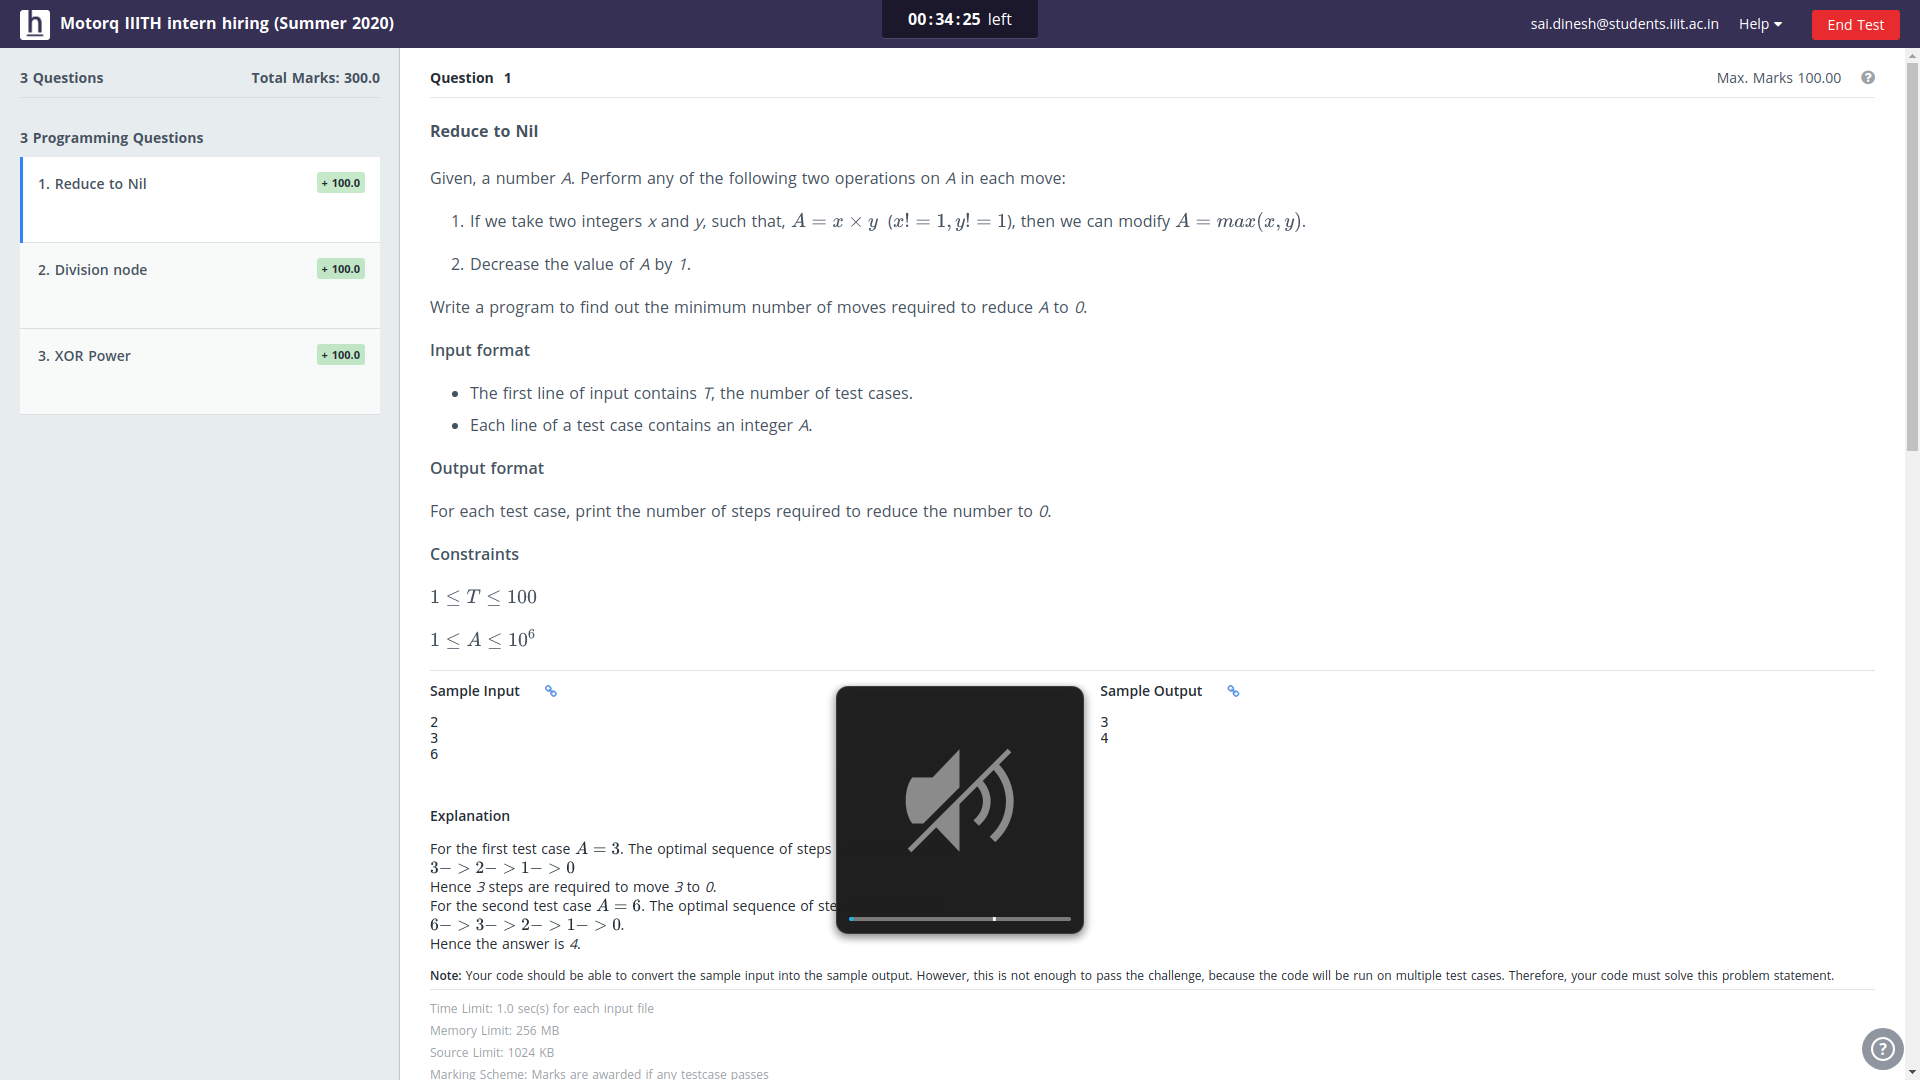 h Motorq IIITH intern hiring (Summer 2020)
00:34:25 left
sai.dinesh@students.iiit.ac.in Help End Test
3 Questions Total Marks: 300.0
3 Programming Questions
1. Reduce to Nil + 100.0
2. Division node + 100.0
3. XOR Power + 100.0
Question 1 Max. Marks 100.00 ?
Reduce to Nil
Given, a number A. Perform any of the following two operations on A in each move:
1. If we take two integers x and y, such that, A = x × y (x! = 1, y! = 1), then we can modify A = max(x, y).
2. Decrease the value of A by 1.
Write a program to find out the minimum number of moves required to reduce A to 0.
Input format
• The first line of input contains T, the number of test cases.
• Each line of a test case contains an integer A.
Output format
For each test case, print the number of steps required to reduce the number to 0.
Constraints
1 ≤ T ≤ 100
1 ≤ A ≤ 10⁶
Sample Input
2
3
6
Sample Output
3
4
Explanation
For the first test case A = 3. The optimal sequence of steps
3− > 2− > 1− > 0
Hence 3 steps are required to move 3 to 0.
For the second test case A = 6. The optimal sequence of ste
6− > 3− > 2− > 1− > 0.
Hence the answer is 4.
Note: Your code should be able to convert the sample input into the sample output. However, this is not enough to pass the challenge, because the code will be run on multiple test cases. Therefore, your code must solve this problem statement.
Time Limit: 1.0 sec(s) for each input file
Memory Limit: 256 MB
Source Limit: 1024 KB
Marking Scheme: Marks are awarded if any testcase passes
?